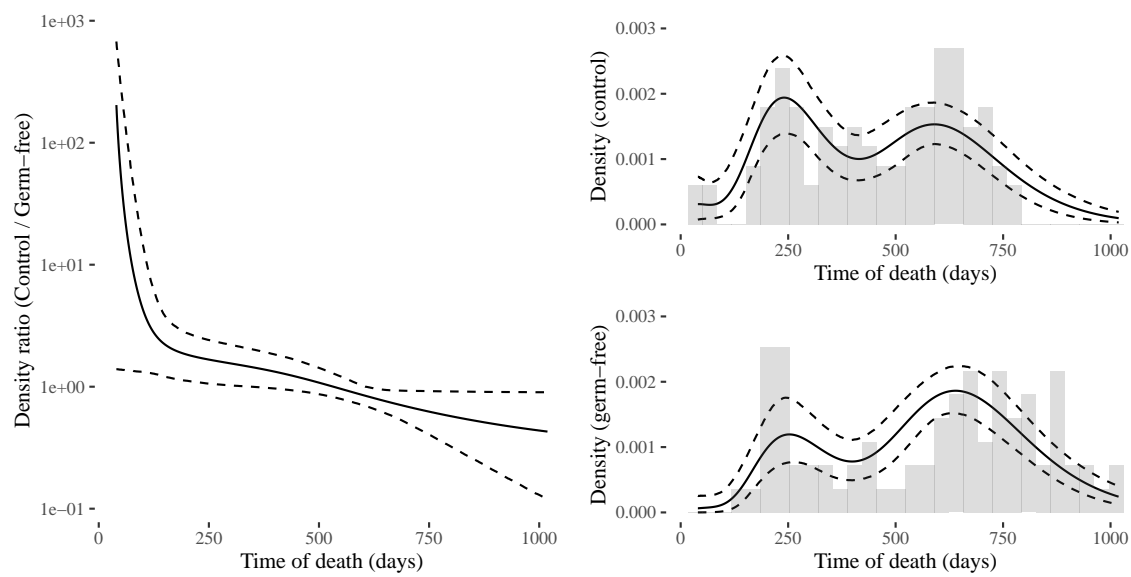 Density ratio (Control / Germ−free)
1e+03
1e+02
1e+01
1e+00
1e−01
0 250 500 750 1000
Time of death (days)
Density (control)
0.003
0.002
0.001
0.000
0 250 500 750 1000
Time of death (days)
Density (germ−free)
0.003
0.002
0.001
0.000
0 250 500 750 1000
Time of death (days)